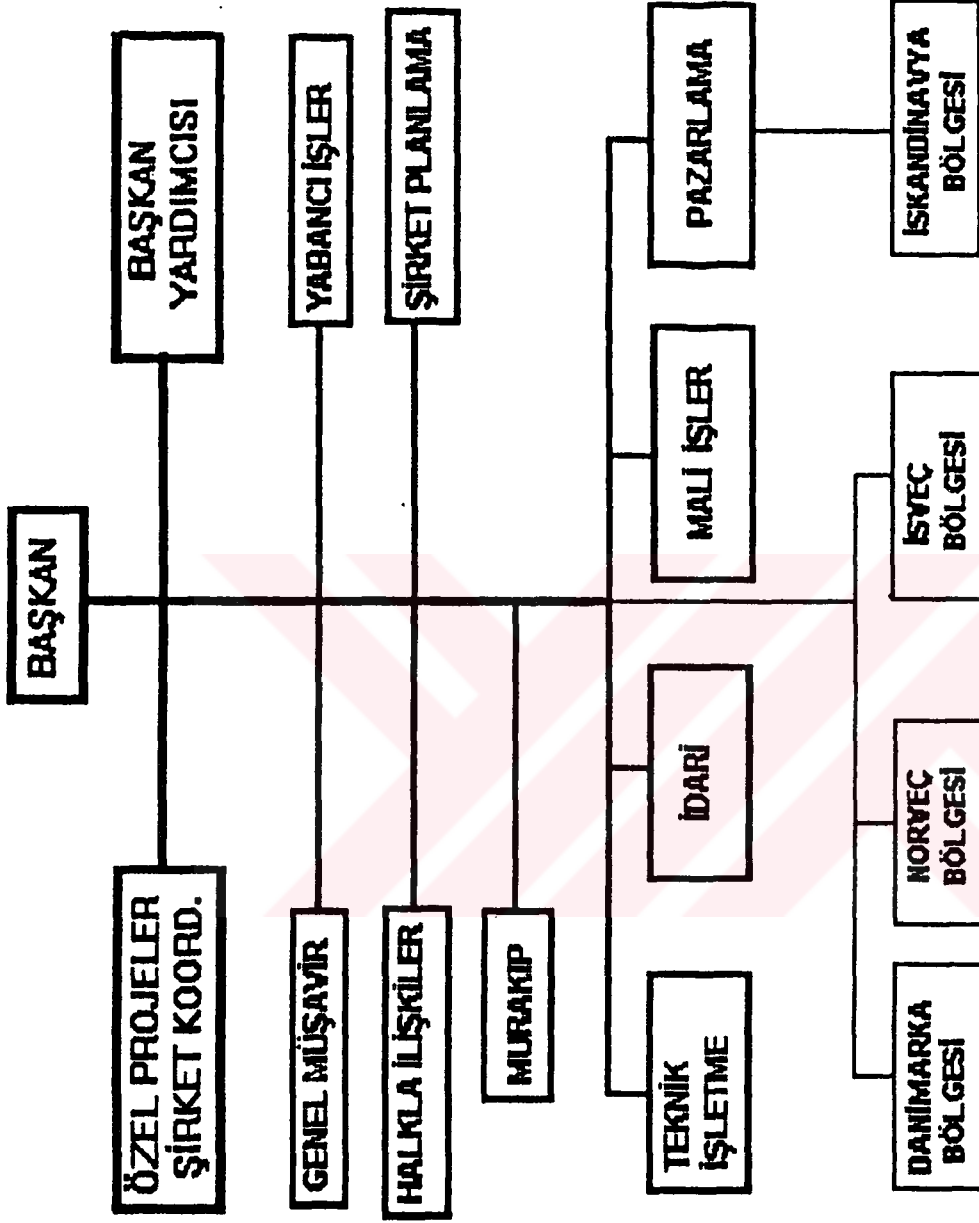 BAŞKAN
ÖZEL PROJELER
ŞİRKET KOORD.
BAŞKAN
YARDIMCISI
GENEL MÜŞAVİR
YABANCI İŞLER
HALKLA İLİŞKİLER
ŞİRKET PLANLAMA
MURAKIP
TEKNİK
İŞLETME
İDARİ
MALİ İŞLER
PAZARLAMA
DANİMARKA
BÖLGESİ
NORVEÇ
BÖLGESİ
İSVEÇ
BÖLGESİ
İSKANDİNAVYA
BÖLGESİ